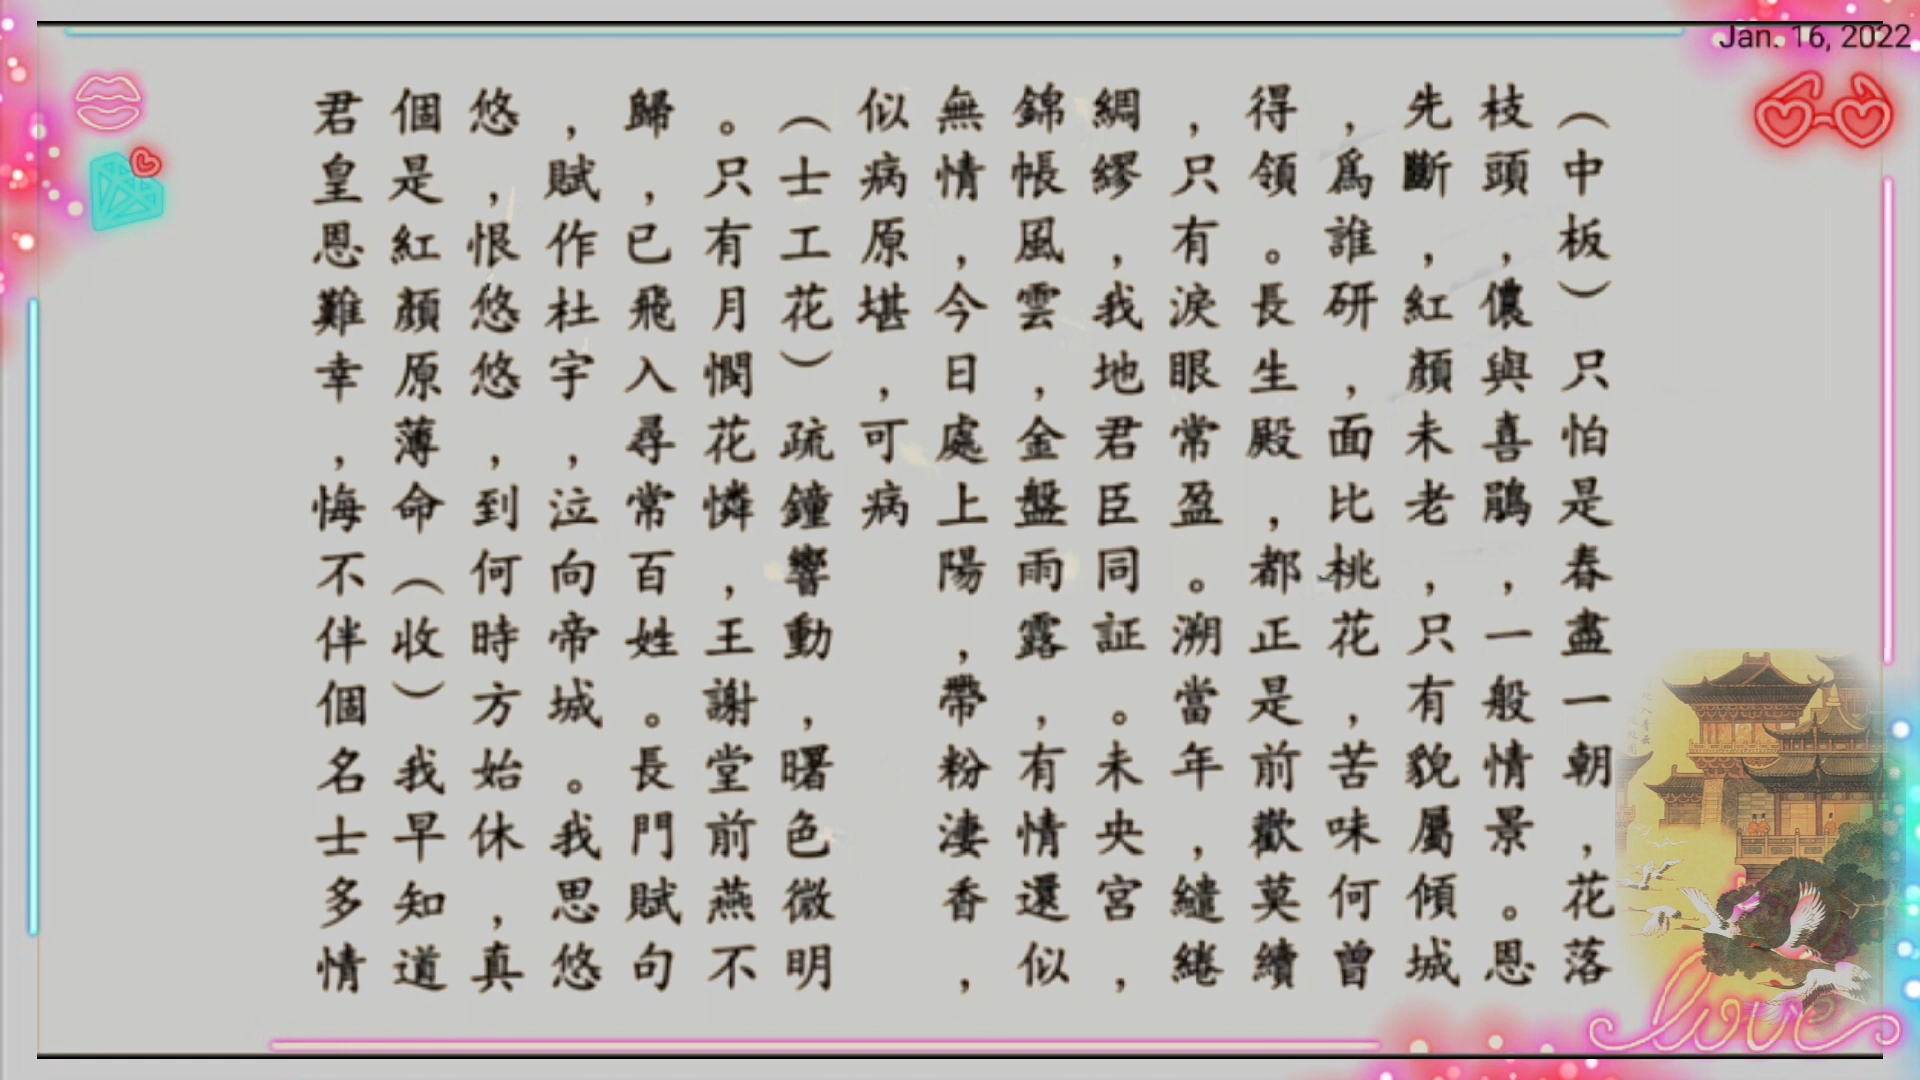 Jan. 16, 2022
（中板）只怕是春盡一朝，花落
枝頭，儂與喜鵑，一般情景。恩
先斷，紅顏未老，只有貌屬傾城
，爲誰研，面比桃花，苦味何曾
得領。長生殿，都正是前歡莫續
，只有淚眼常盈。溯當年，繾綣
綢繆，我地君臣同証。未央宮，
錦帳風雲，金盤雨露，有情還似
無情，今日處上陽，帶粉淒香，
似病原堪，可病
（士工花）疏鐘響動，曙色微明
。只有月憫花憐，王謝堂前燕不
歸，已飛入尋常百姓。長門賦句
，賦作杜宇，泣向帝城。我思悠
悠，恨悠悠，到何時方始休，真
個是紅顏原薄命（收）我早知道
君皇恩難幸，悔不伴個名士多情
love